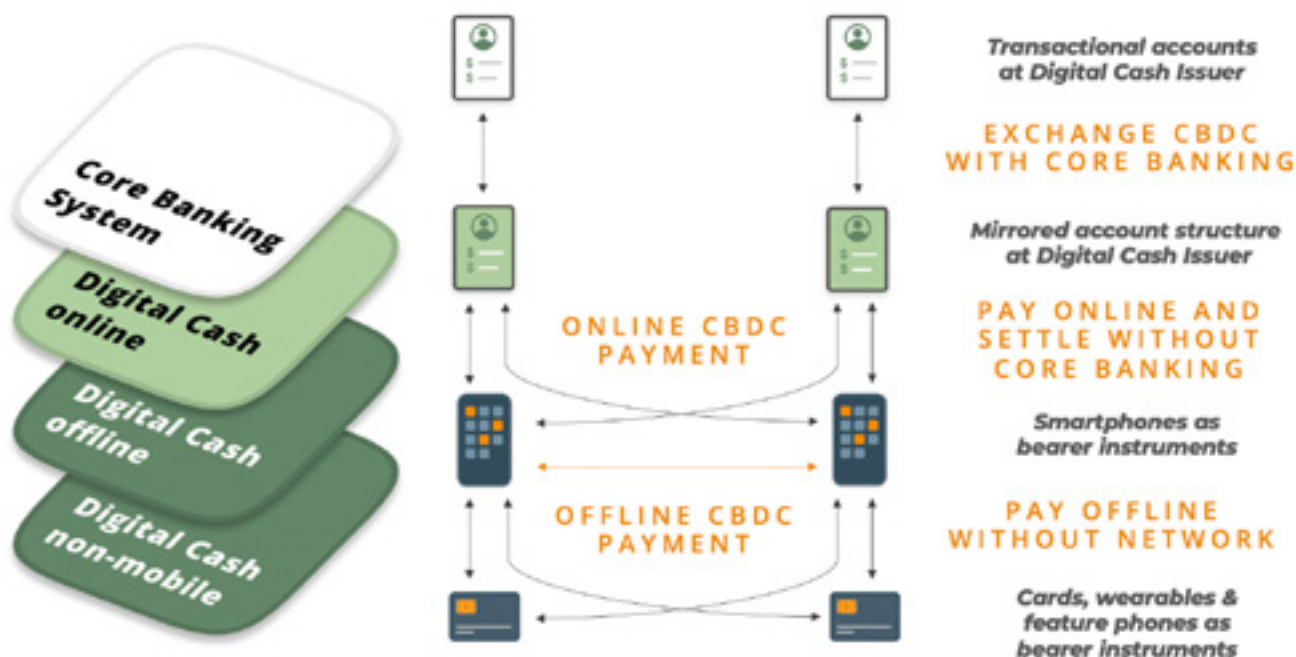 Core Banking
System
Digital Cash
online
Digital Cash
offline
Digital Cash
non-mobile
ONLINE CBDC
PAYMENT
OFFLINE CBDC
PAYMENT
Transactional accounts
at Digital Cash Issuer
EXCHANGE CBDC
WITH CORE BANKING
Mirrored account structure
at Digital Cash Issuer
PAY ONLINE AND
SETTLE WITHOUT
CORE BANKING
Smartphones as
bearer instruments
PAY OFFLINE
WITHOUT NETWORK
Cards, wearables &
feature phones as
bearer instruments